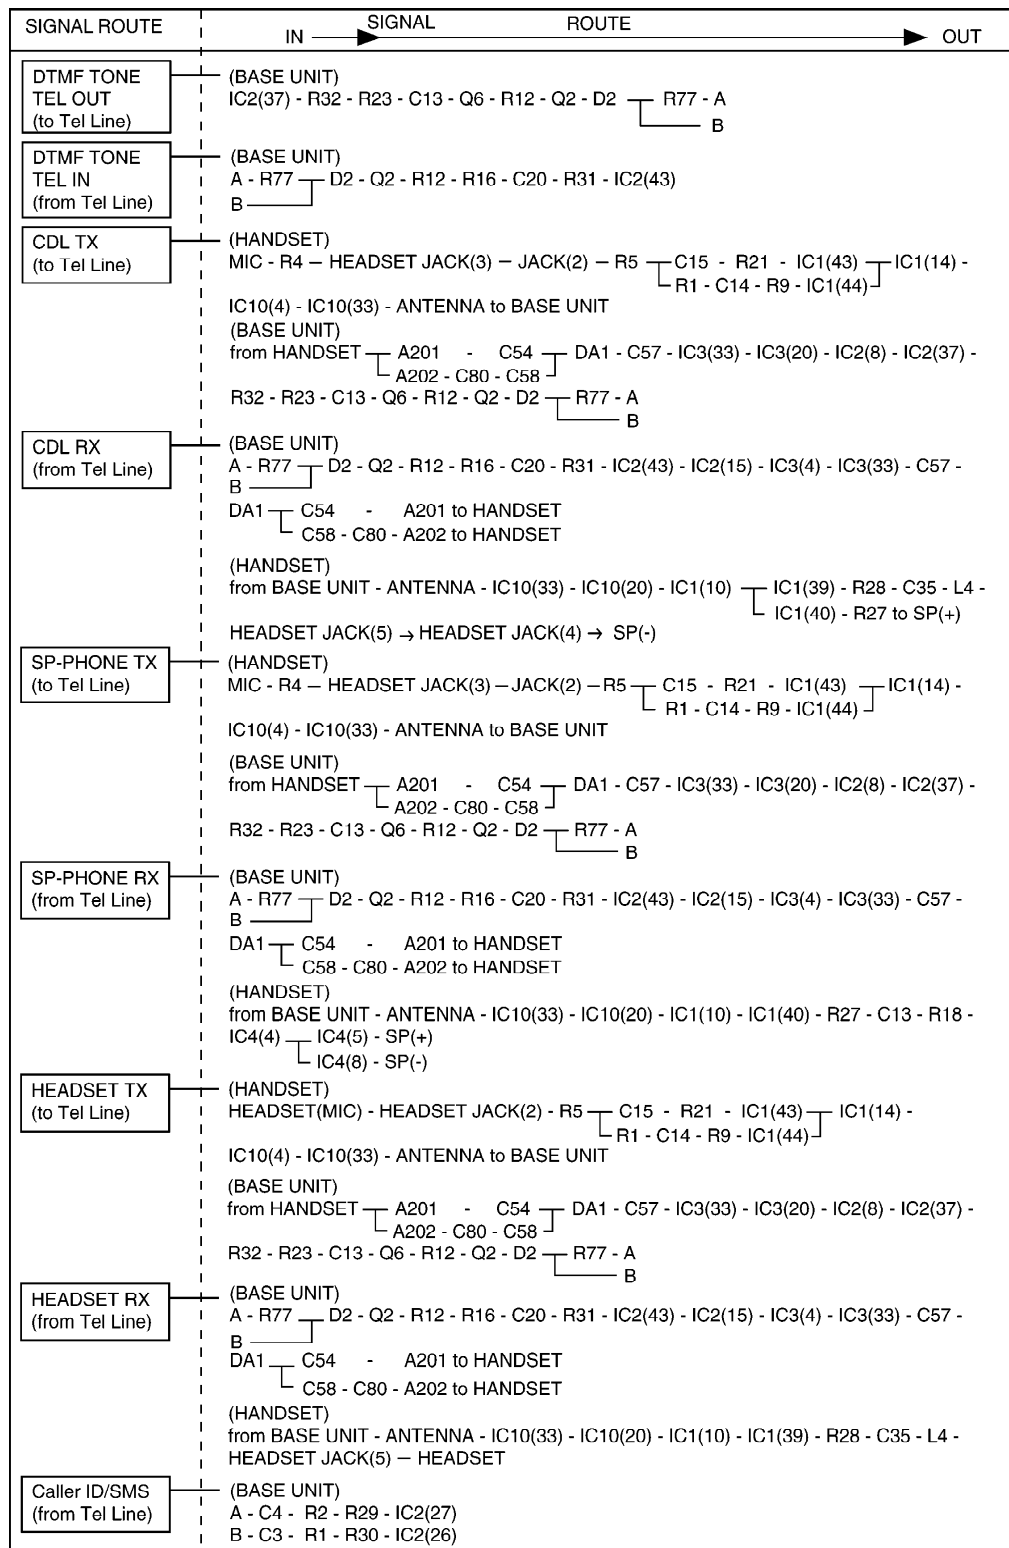 SIGNAL ROUTE
IN SIGNAL ROUTE OUT
DTMF TONE
TEL OUT
(to Tel Line)
(BASE UNIT)
IC2(37) - R32 - R23 - C13 - Q6 - R12 - Q2 - D2 R77 - A
B
DTMF TONE
TEL IN
(from Tel Line)
(BASE UNIT)
A - R77 D2 - Q2 - R12 - R16 - C20 - R31 - IC2(43)
B
CDL TX
(to Tel Line)
(HANDSET)
MIC - R4 – HEADSET JACK(3) – JACK(2) – R5 C15 - R21 - IC1(43) IC1(14) -
R1 - C14 - R9 - IC1(44)
IC10(4) - IC10(33) - ANTENNA to BASE UNIT
(BASE UNIT)
from HANDSET A201 - C54 DA1 - C57 - IC3(33) - IC3(20) - IC2(8) - IC2(37) -
A202 - C80 - C58
R32 - R23 - C13 - Q6 - R12 - Q2 - D2 R77 - A
B
CDL RX
(from Tel Line)
(BASE UNIT)
A - R77 D2 - Q2 - R12 - R16 - C20 - R31 - IC2(43) - IC2(15) - IC3(4) - IC3(33) - C57 -
B
DA1 C54 - A201 to HANDSET
C58 - C80 - A202 to HANDSET
(HANDSET)
from BASE UNIT - ANTENNA - IC10(33) - IC10(20) - IC1(10) IC1(39) - R28 - C35 - L4 -
IC1(40) - R27 to SP(+)
HEADSET JACK(5) → HEADSET JACK(4) → SP(-)
SP-PHONE TX
(to Tel Line)
(HANDSET)
MIC - R4 – HEADSET JACK(3) – JACK(2) – R5 C15 - R21 - IC1(43) IC1(14) -
R1 - C14 - R9 - IC1(44)
IC10(4) - IC10(33) - ANTENNA to BASE UNIT
(BASE UNIT)
from HANDSET A201 - C54 DA1 - C57 - IC3(33) - IC3(20) - IC2(8) - IC2(37) -
A202 - C80 - C58
R32 - R23 - C13 - Q6 - R12 - Q2 - D2 R77 - A
B
SP-PHONE RX
(from Tel Line)
(BASE UNIT)
A - R77 D2 - Q2 - R12 - R16 - C20 - R31 - IC2(43) - IC2(15) - IC3(4) - IC3(33) - C57 -
B
DA1 C54 - A201 to HANDSET
C58 - C80 - A202 to HANDSET
(HANDSET)
from BASE UNIT - ANTENNA - IC10(33) - IC10(20) - IC1(10) - IC1(40) - R27 - C13 - R18 -
IC4(4) IC4(5) - SP(+)
IC4(8) - SP(-)
HEADSET TX
(to Tel Line)
(HANDSET)
HEADSET(MIC) - HEADSET JACK(2) - R5 C15 - R21 - IC1(43) IC1(14) -
R1 - C14 - R9 - IC1(44)
IC10(4) - IC10(33) - ANTENNA to BASE UNIT
(BASE UNIT)
from HANDSET A201 - C54 DA1 - C57 - IC3(33) - IC3(20) - IC2(8) - IC2(37) -
A202 - C80 - C58
R32 - R23 - C13 - Q6 - R12 - Q2 - D2 R77 - A
B
HEADSET RX
(from Tel Line)
(BASE UNIT)
A - R77 D2 - Q2 - R12 - R16 - C20 - R31 - IC2(43) - IC2(15) - IC3(4) - IC3(33) - C57 -
B
DA1 C54 - A201 to HANDSET
C58 - C80 - A202 to HANDSET
(HANDSET)
from BASE UNIT - ANTENNA - IC10(33) - IC10(20) - IC1(10) - IC1(39) - R28 - C35 - L4 -
HEADSET JACK(5) – HEADSET
Caller ID/SMS
(from Tel Line)
(BASE UNIT)
A - C4 - R2 - R29 - IC2(27)
B - C3 - R1 - R30 - IC2(26)